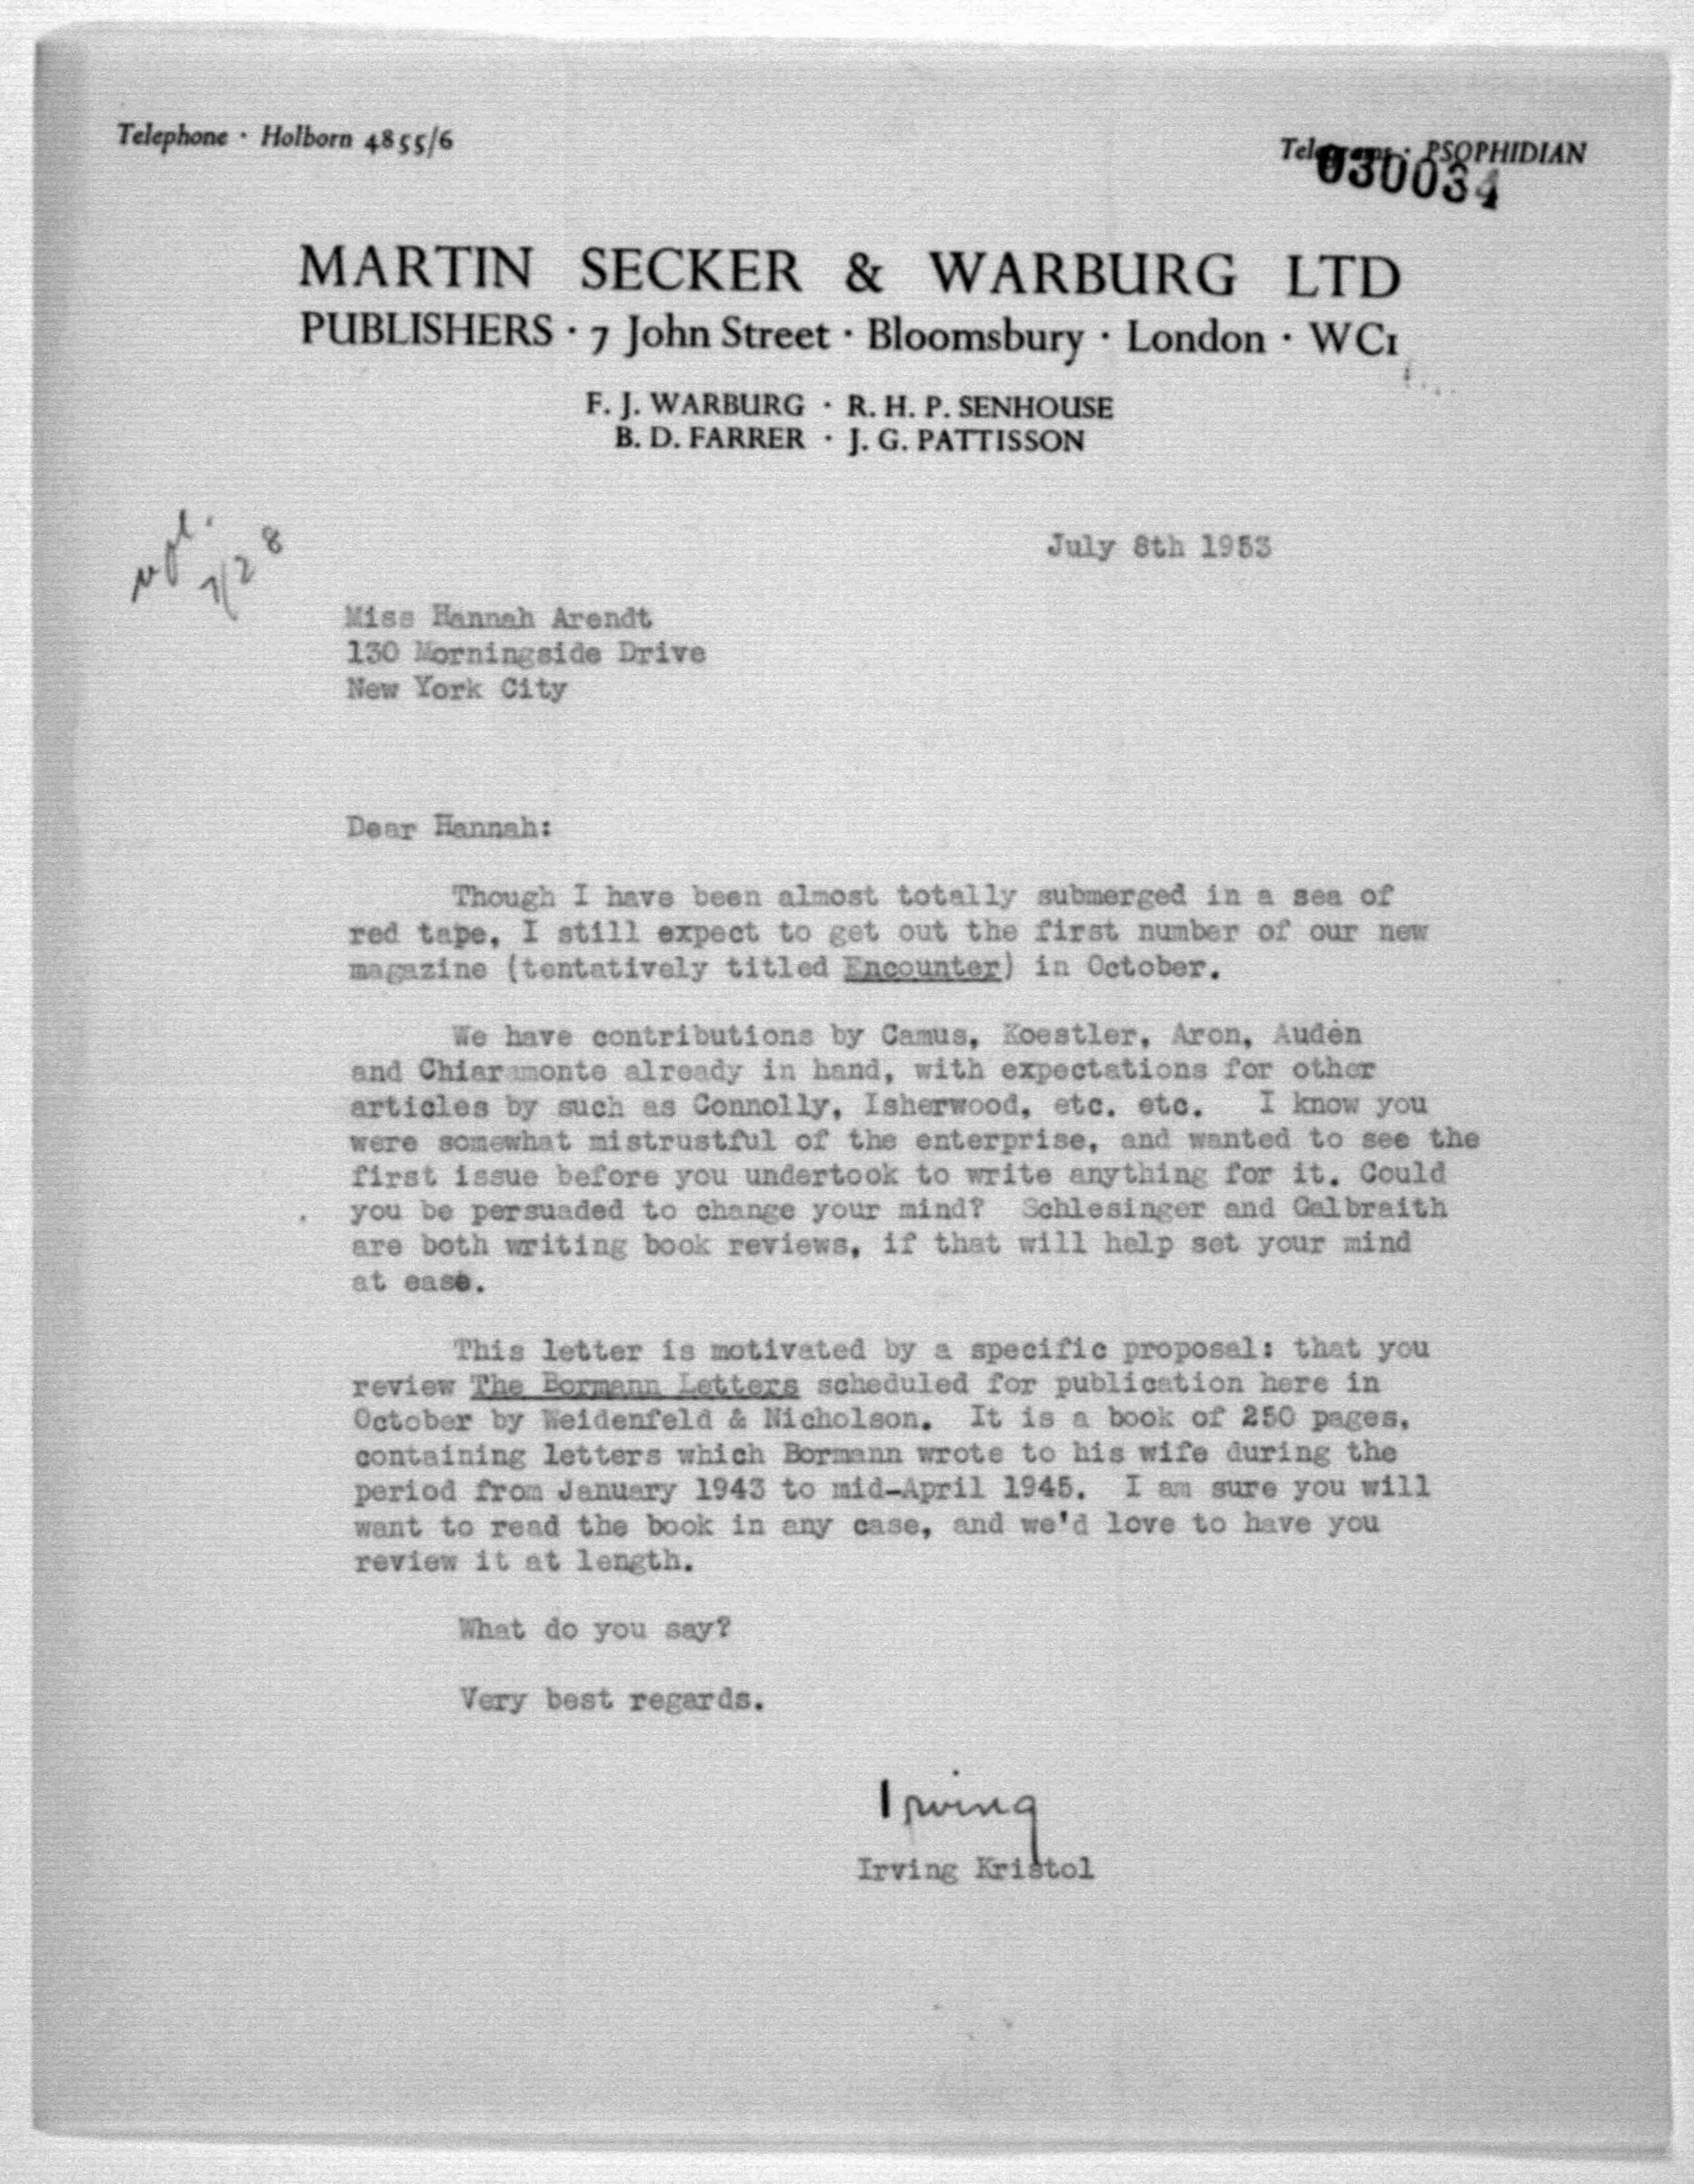 Telephone · Holborn 4855/6
Telegrams · PSOPHIDIAN
030034
MARTIN SECKER & WARBURG LTD
PUBLISHERS · 7 John Street · Bloomsbury · London · WC1
F. J. WARBURG · R. H. P. SENHOUSE
B. D. FARRER · J. G. PATTISSON
7/28
July 8th 1953
Miss Hannah Arendt
130 Morningside Drive
New York City
Dear Hannah:
Though I have been almost totally submerged in a sea of
red tape, I still expect to get out the first number of our new
magazine (tentatively titled Encounter) in October.
We have contributions by Camus, Koestler, Aron, Auden
and Chiaramonte already in hand, with expectations for other
articles by such as Connolly, Isherwood, etc. etc. I know you
were somewhat mistrustful of the enterprise, and wanted to see the
first issue before you undertook to write anything for it. Could
you be persuaded to change your mind? Schlesinger and Galbraith
are both writing book reviews, if that will help set your mind
at ease.
This letter is motivated by a specific proposal: that you
review The Bormann Letters scheduled for publication here in
October by Weidenfeld & Nicholson. It is a book of 250 pages,
containing letters which Bormann wrote to his wife during the
period from January 1943 to mid-April 1945. I am sure you will
want to read the book in any case, and we'd love to have you
review it at length.
What do you say?
Very best regards.
Irving
Irving Kristol